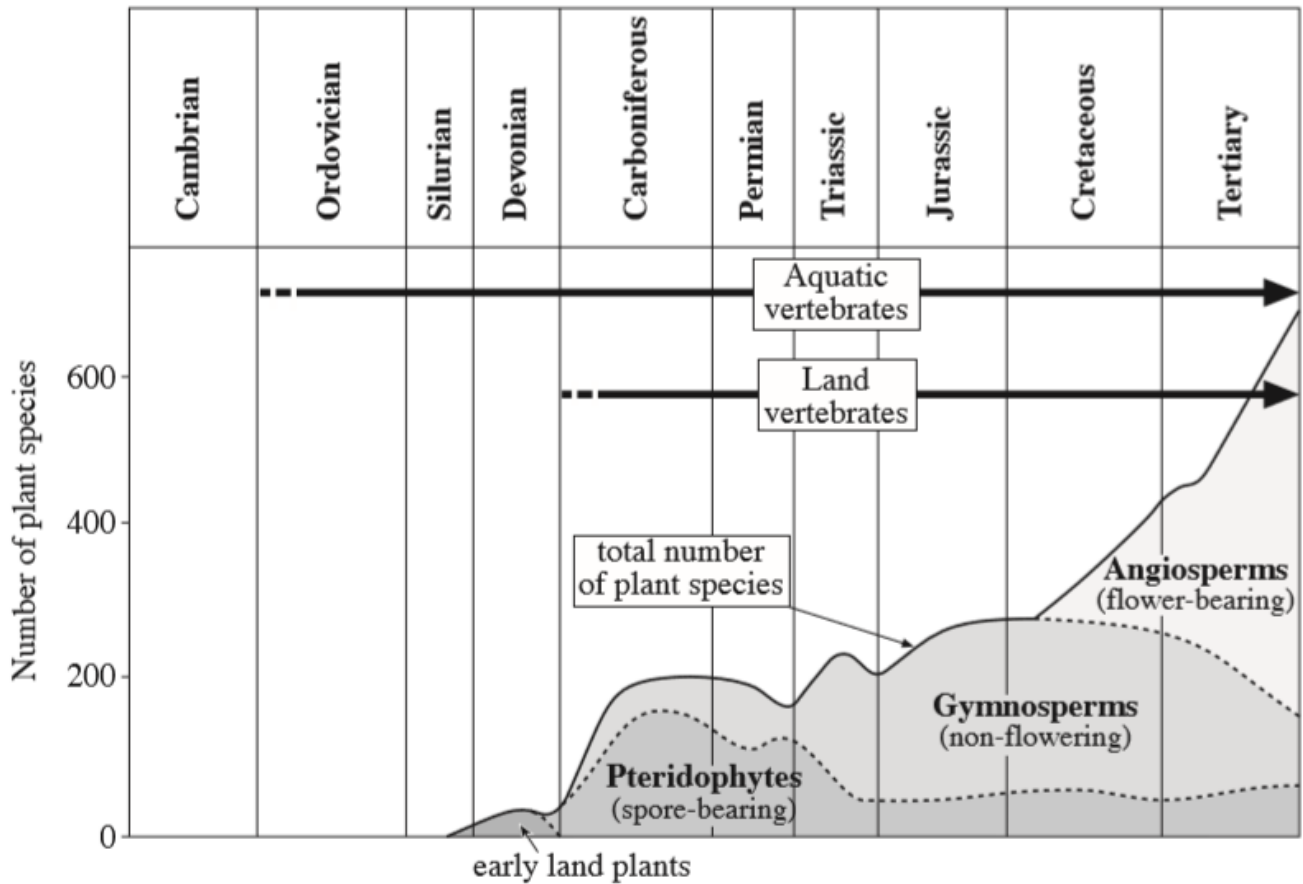 Cambrian
Ordovician
Silurian
Devonian
Carboniferous
Permian
Triassic
Jurassic
Cretaceous
Tertiary
Aquatic
vertebrates
Land
vertebrates
Number of plant species
600
400
200
0
total number
of plant species
Angiosperms
(flower-bearing)
Gymnosperms
(non-flowering)
Pteridophytes
(spore-bearing)
early land plants